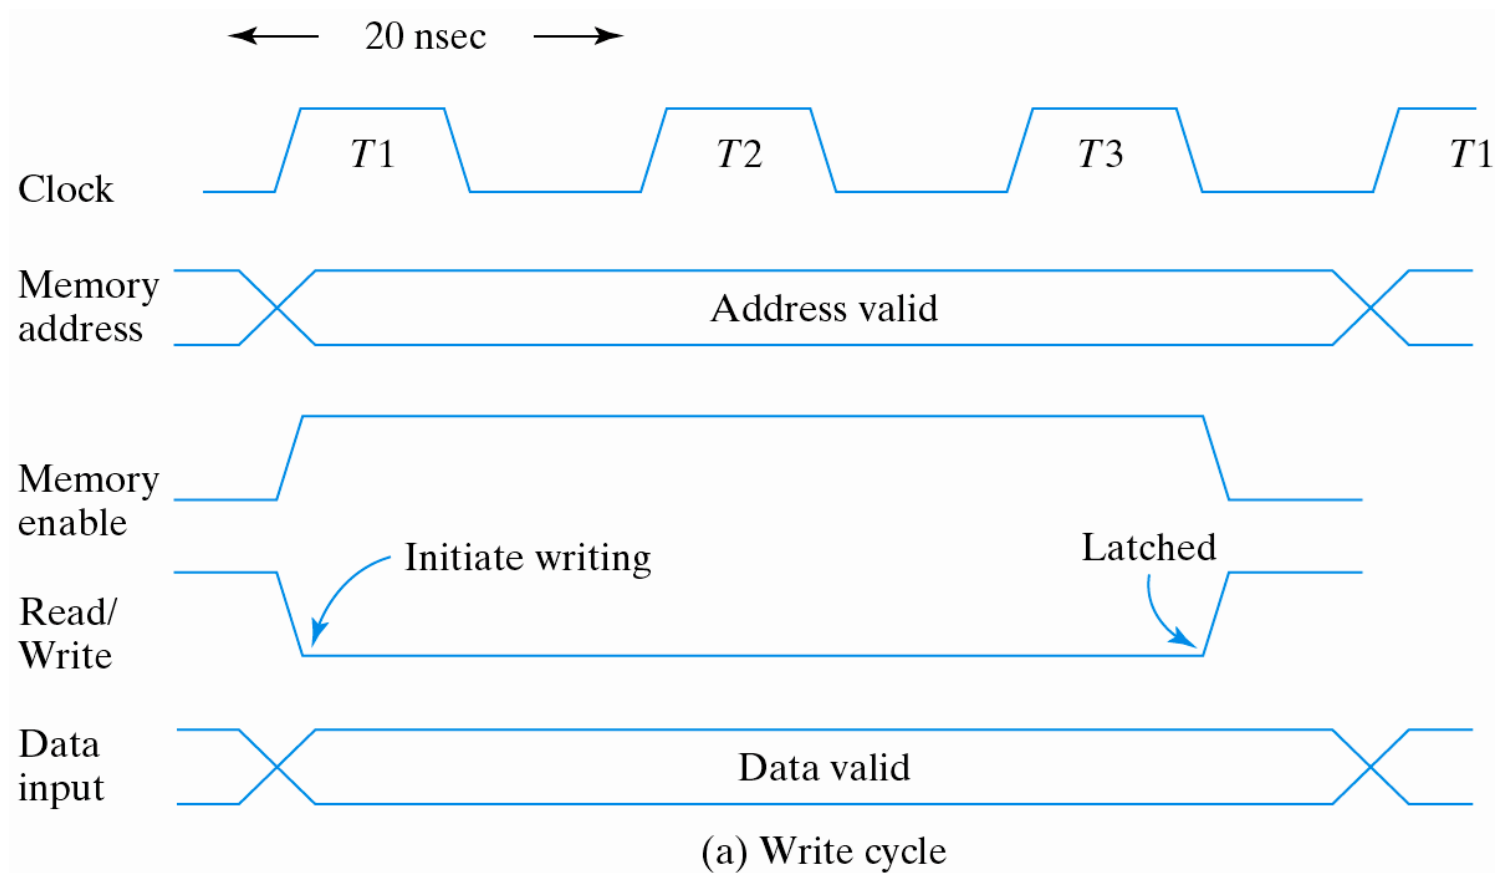 20 nsec
T1 T2 T3 T1
Clock
Memory
address
Address valid
Memory
enable
Initiate writing
Latched
Read/
Write
Data
input
Data valid
(a) Write cycle